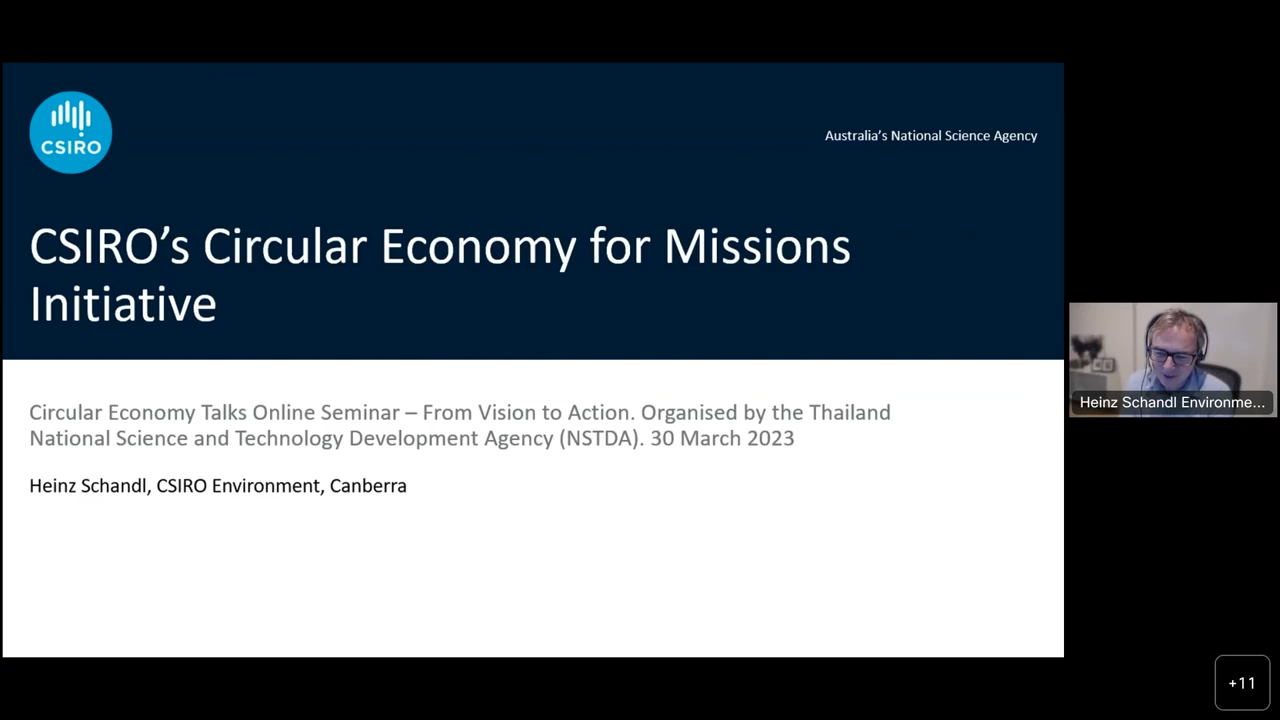 CSIRO
Australia's National Science Agency
CSIRO's Circular Economy for Missions
Initiative
Circular Economy Talks Online Seminar – From Vision to Action. Organised by the Thailand
National Science and Technology Development Agency (NSTDA). 30 March 2023
Heinz Schandl, CSIRO Environment, Canberra
Heinz Schandl Environme...
+11